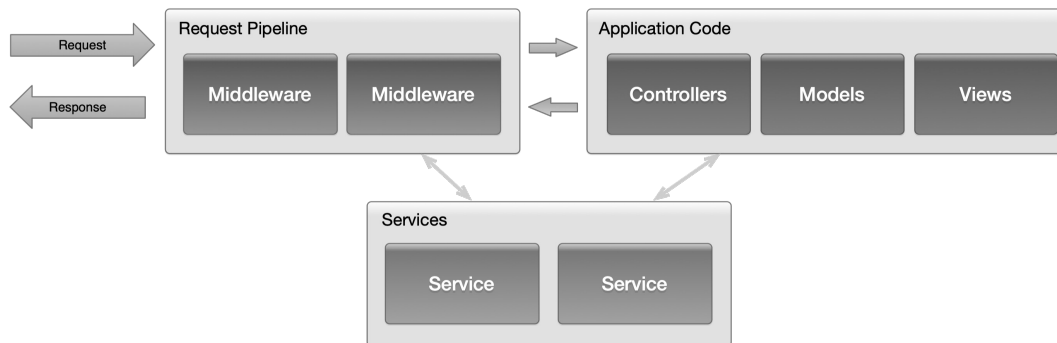 Request
Response
Request Pipeline
Middleware
Middleware
Application Code
Controllers
Models
Views
Services
Service
Service